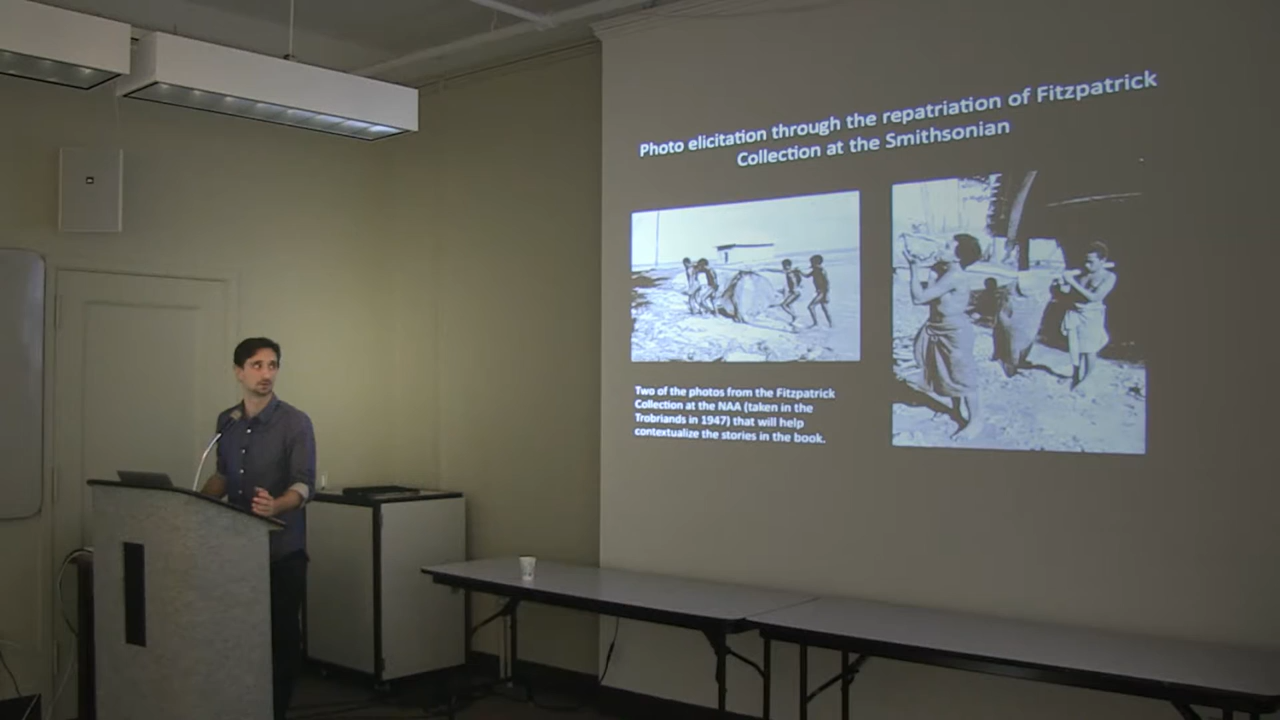 Photo elicitation through the repatriation of Fitzpatrick
Collection at the Smithsonian
Two of the photos from the Fitzpatrick
Collection at the NAA (taken in the
Trobriands in 1947) that will help
contextualize the stories in the book.